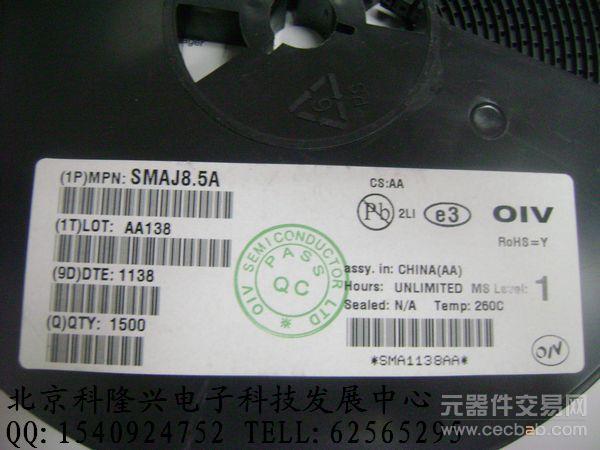 (1P)MPN: SMAJ8.5A
(1T)LOT: AA138
(9D)DTE: 1138
(Q)QTY: 1500
OIV SEMICONDUCTOR LTD
PASS
QC
CS:AA
Pb 2LI e3 OIV
RoHS=Y
assy. in: CHINA(AA)
Hours: UNLIMITED MS Level: 1
Sealed: N/A Temp: 260C
*SMA1138AA*
OIV
北京科隆兴电子科技发展中心
QQ: 1540924752 TELL: 62565295
元器件交易网
www.cecbab.com